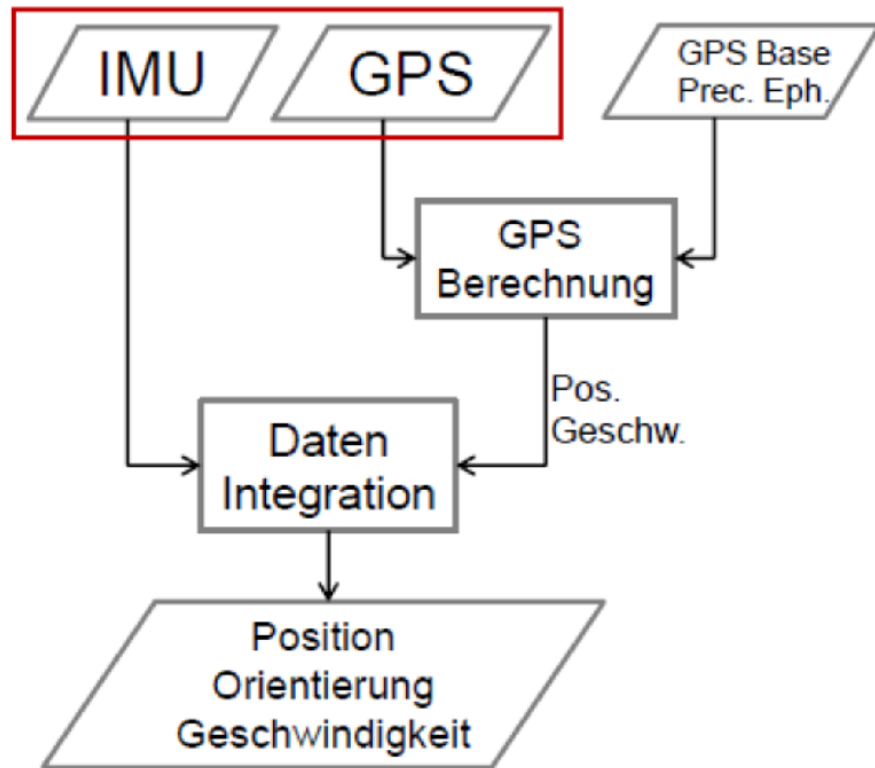 IMU
GPS
GPS Base
Prec. Eph.
GPS
Berechnung
Pos.
Geschw.
Daten
Integration
Position
Orientierung
Geschwindigkeit